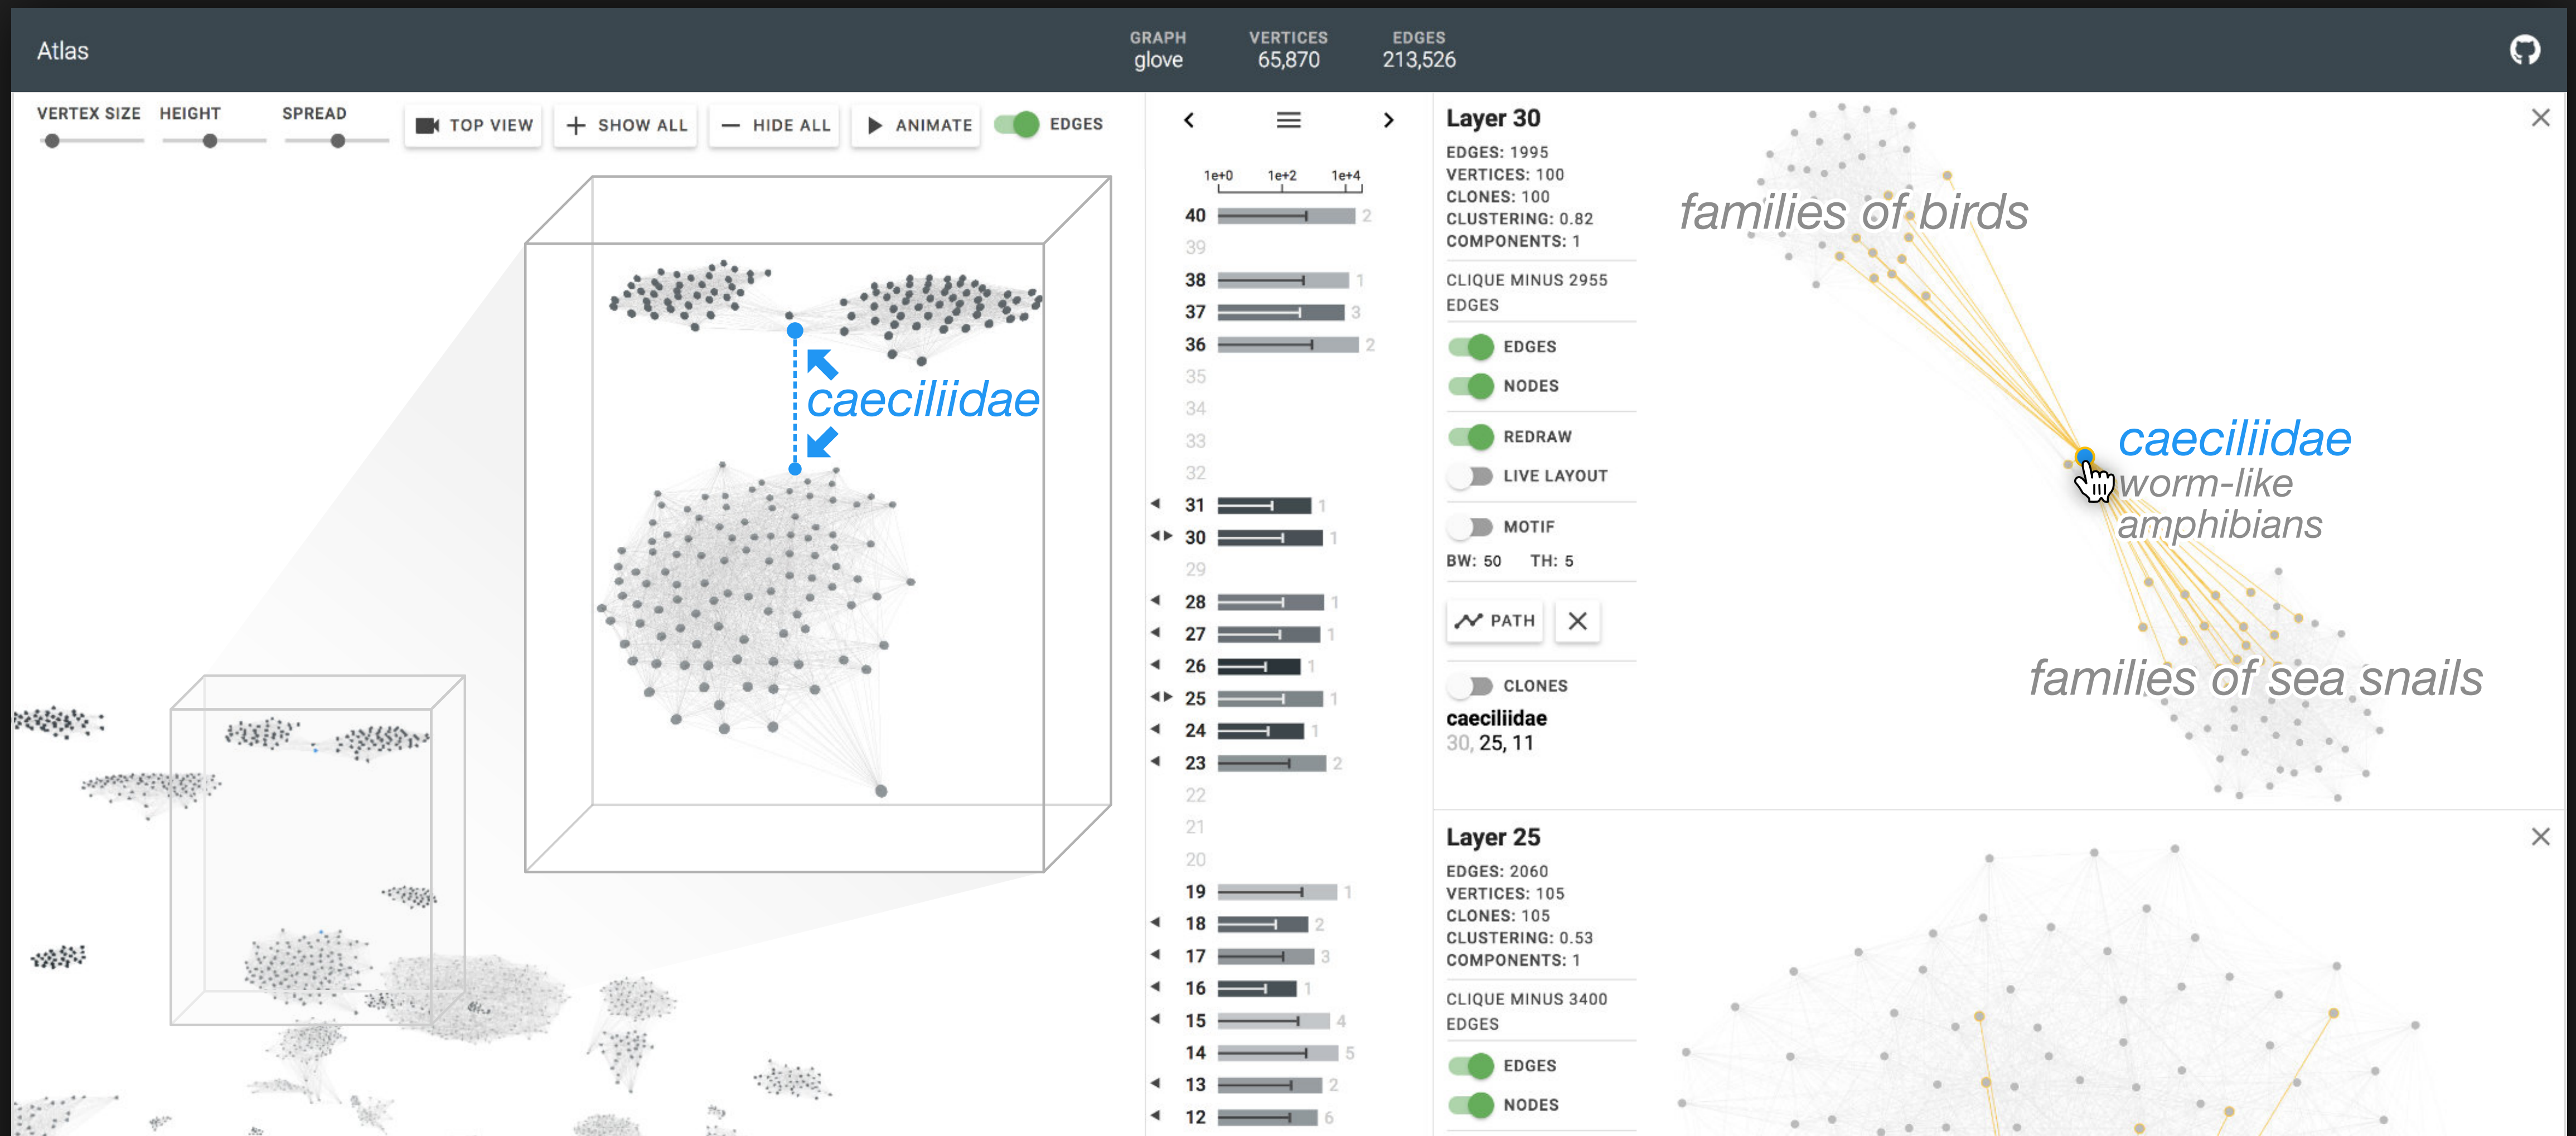 Atlas
GRAPH
glove
VERTICES
65,870
EDGES
213,526
VERTEX SIZE
HEIGHT
SPREAD
TOP VIEW
SHOW ALL
HIDE ALL
ANIMATE
EDGES
caeciliidae
1e+0 1e+2 1e+4
40 2
39
38 1
37 3
36 2
35
34
33
32
31 1
30 1
29
28 1
27 1
26 1
25 1
24 1
23 2
22
21
20
19 1
18 2
17 3
16 1
15 4
14 5
13 2
12 6
Layer 30
EDGES: 1995
VERTICES: 100
CLONES: 100
CLUSTERING: 0.82
COMPONENTS: 1
CLIQUE MINUS 2955
EDGES
EDGES
NODES
REDRAW
LIVE LAYOUT
MOTIF
BW: 50 TH: 5
PATH
CLONES
caeciliidae
30, 25, 11
families of birds
caeciliidae
worm-like
amphibians
families of sea snails
Layer 25
EDGES: 2060
VERTICES: 105
CLONES: 105
CLUSTERING: 0.53
COMPONENTS: 1
CLIQUE MINUS 3400
EDGES
EDGES
NODES